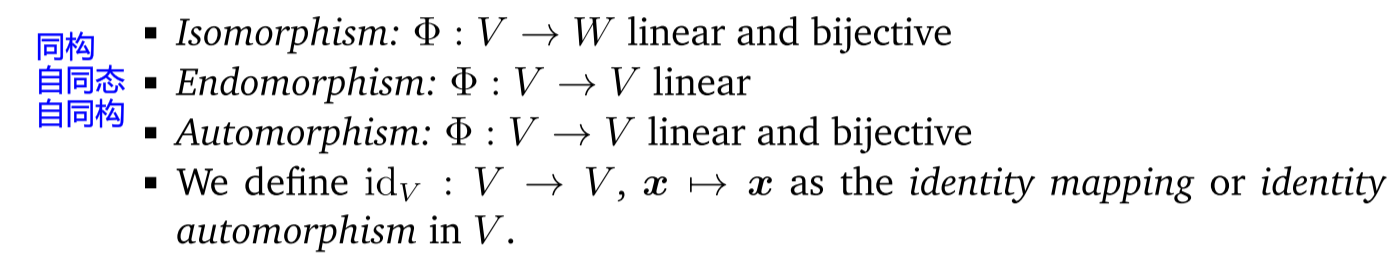 同构
自同态
自同构
▪ Isomorphism: Φ : V → W linear and bijective
▪ Endomorphism: Φ : V → V linear
▪ Automorphism: Φ : V → V linear and bijective
▪ We define id_V : V → V, x ↦ x as the identity mapping or identity
automorphism in V.